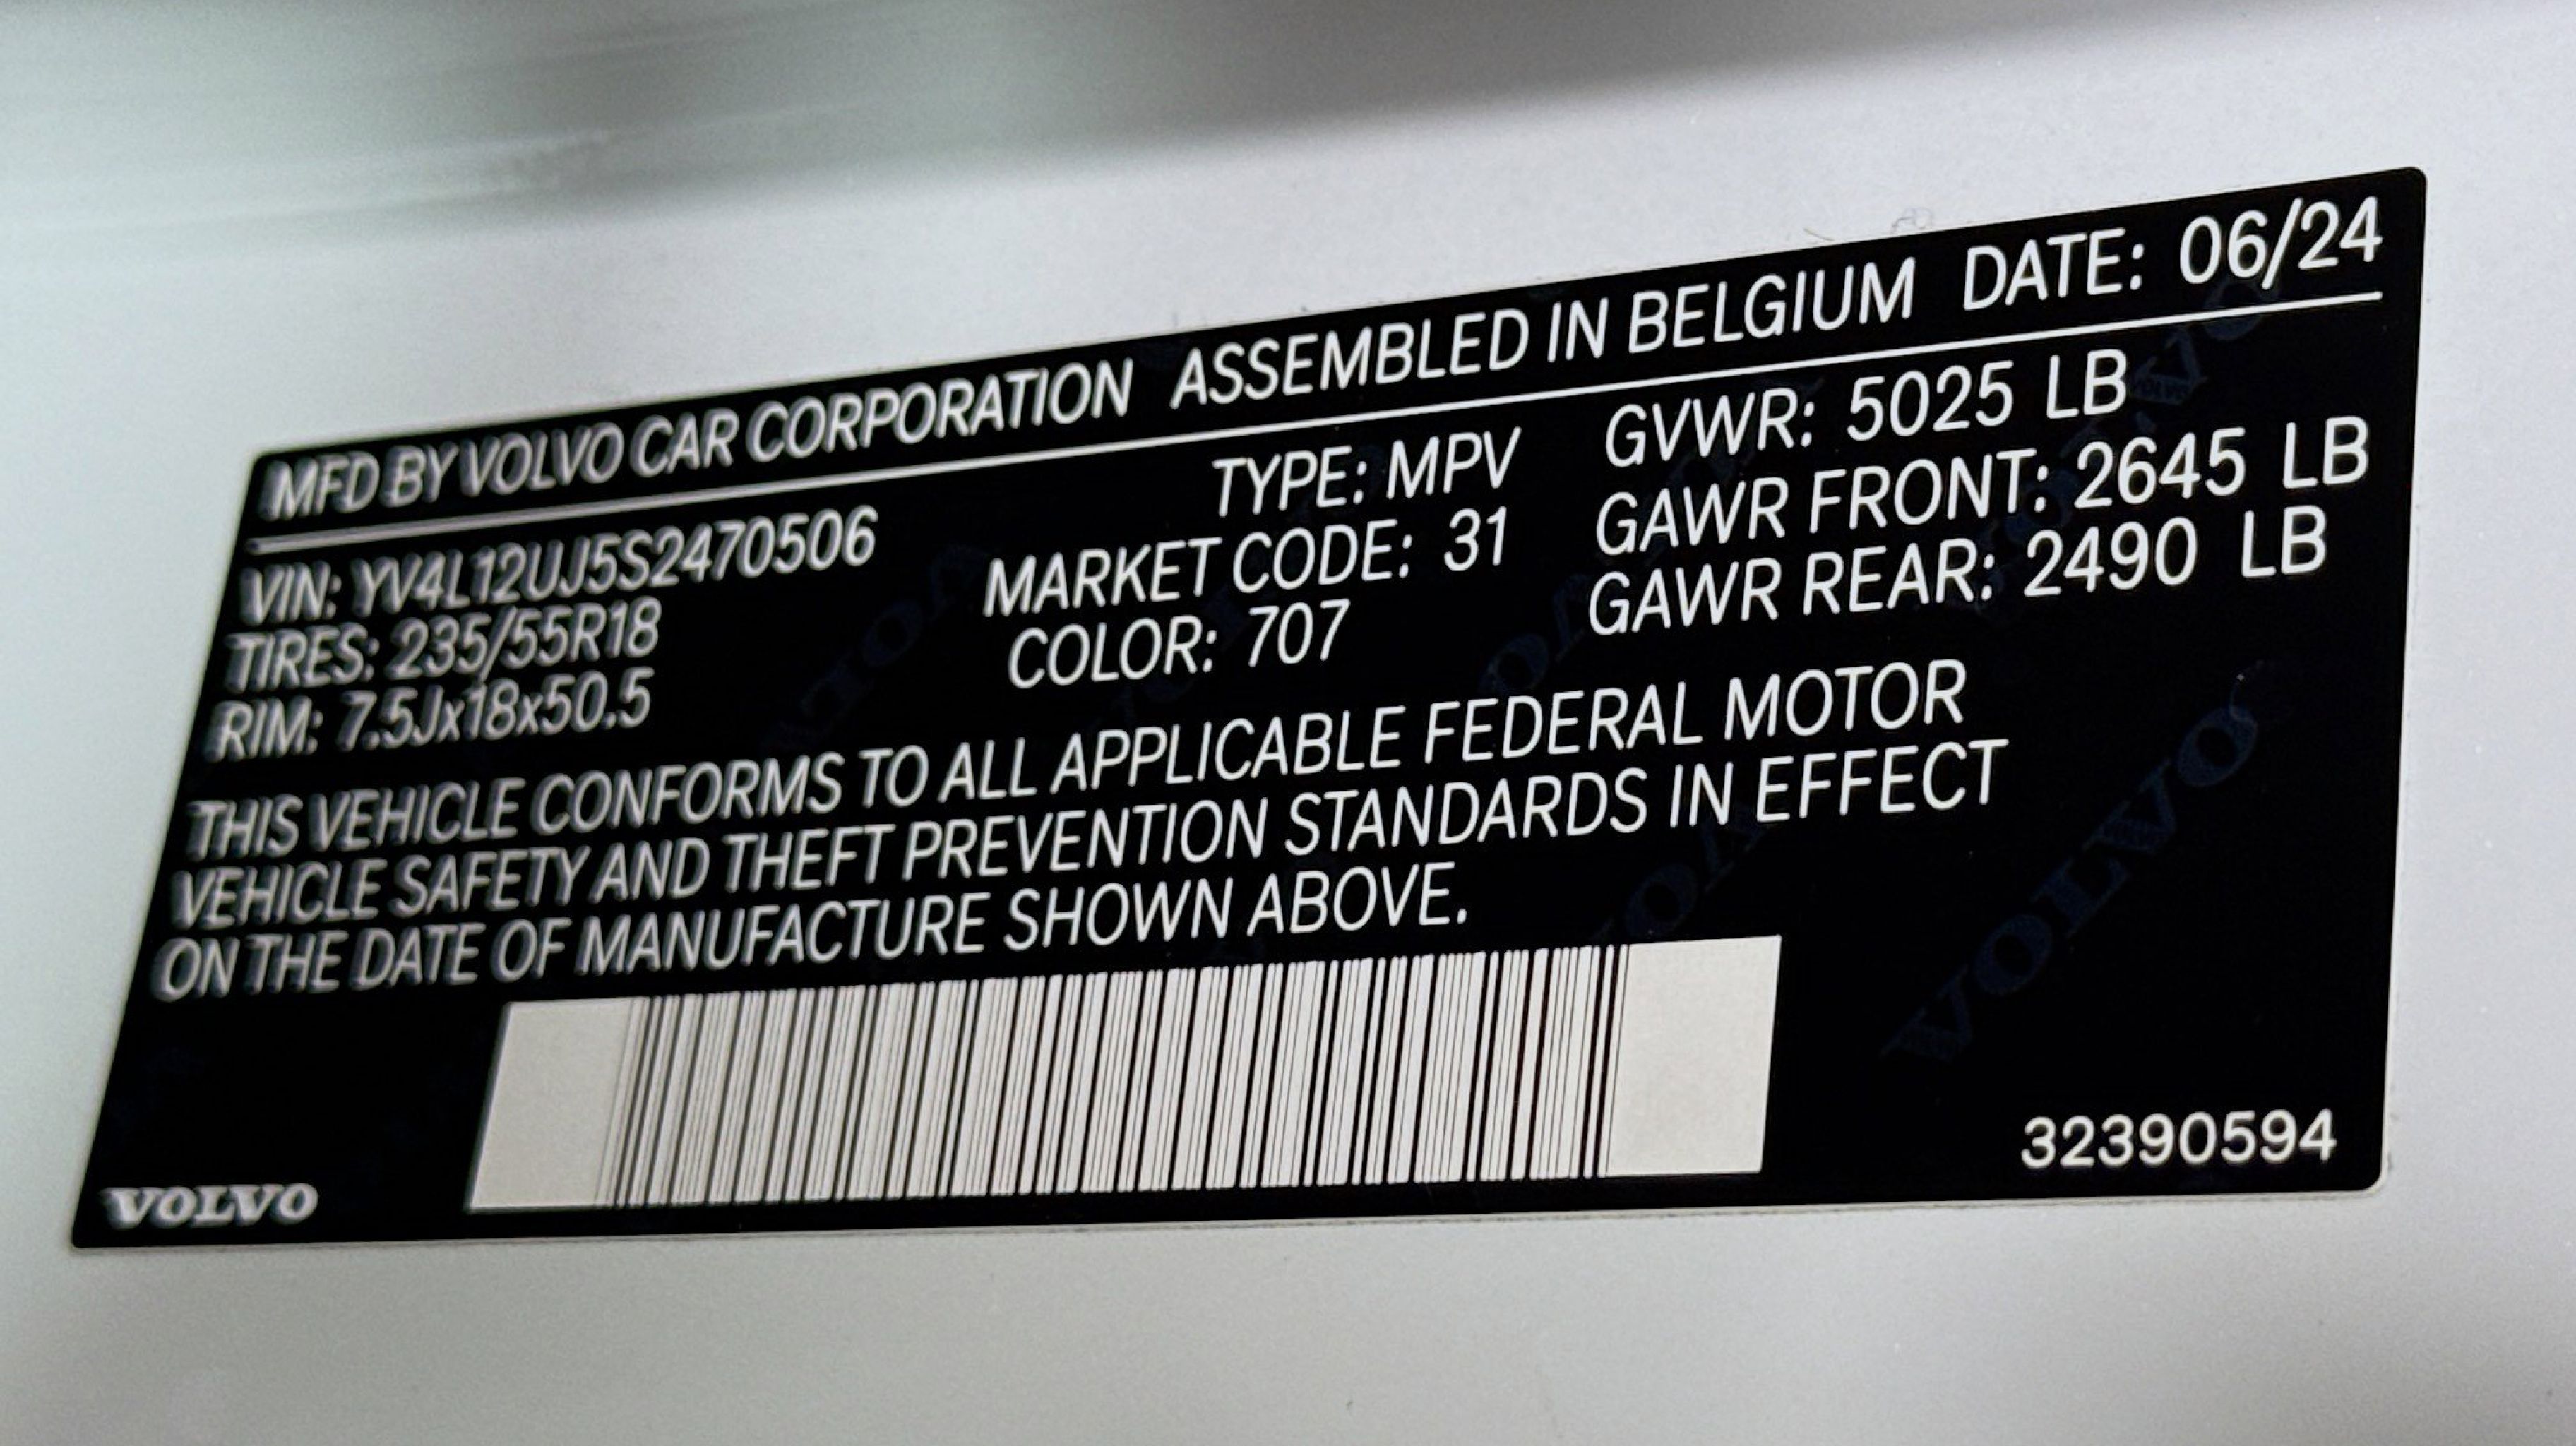 MFD BY VOLVO CAR CORPORATION ASSEMBLED IN BELGIUM DATE: 06/24
VIN: YV4L12UJ5S2470506
TIRES: 235/55R18
RIM: 7.5Jx18x50.5
TYPE: MPV
MARKET CODE: 31
COLOR: 707
GVWR: 5025 LB
GAWR FRONT: 2645 LB
GAWR REAR: 2490 LB
THIS VEHICLE CONFORMS TO ALL APPLICABLE FEDERAL MOTOR
VEHICLE SAFETY AND THEFT PREVENTION STANDARDS IN EFFECT
ON THE DATE OF MANUFACTURE SHOWN ABOVE.
VOLVO
32390594